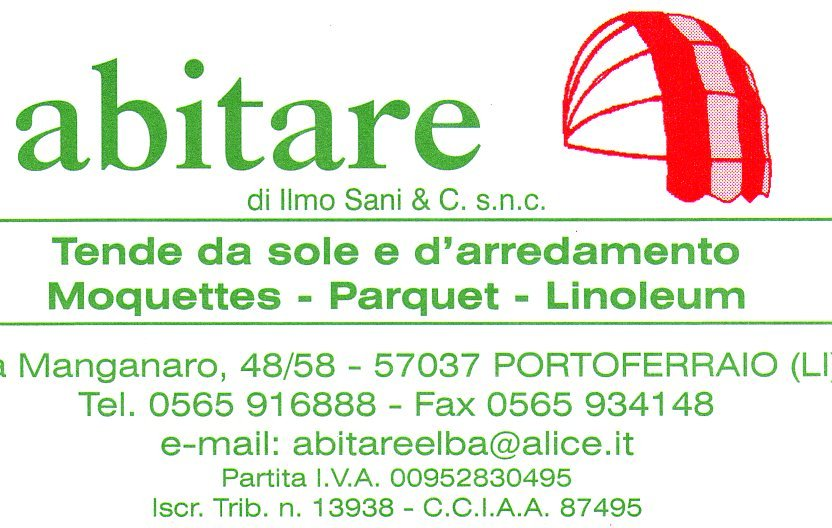 abitare
di Ilmo Sani & C. s.n.c.
Tende da sole e d'arredamento
Moquettes - Parquet - Linoleum
a Manganaro, 48/58 - 57037 PORTOFERRAIO (LI)
Tel. 0565 916888 - Fax 0565 934148
e-mail: abitareelba@alice.it
Partita I.V.A. 00952830495
Iscr. Trib. n. 13938 - C.C.I.A.A. 87495